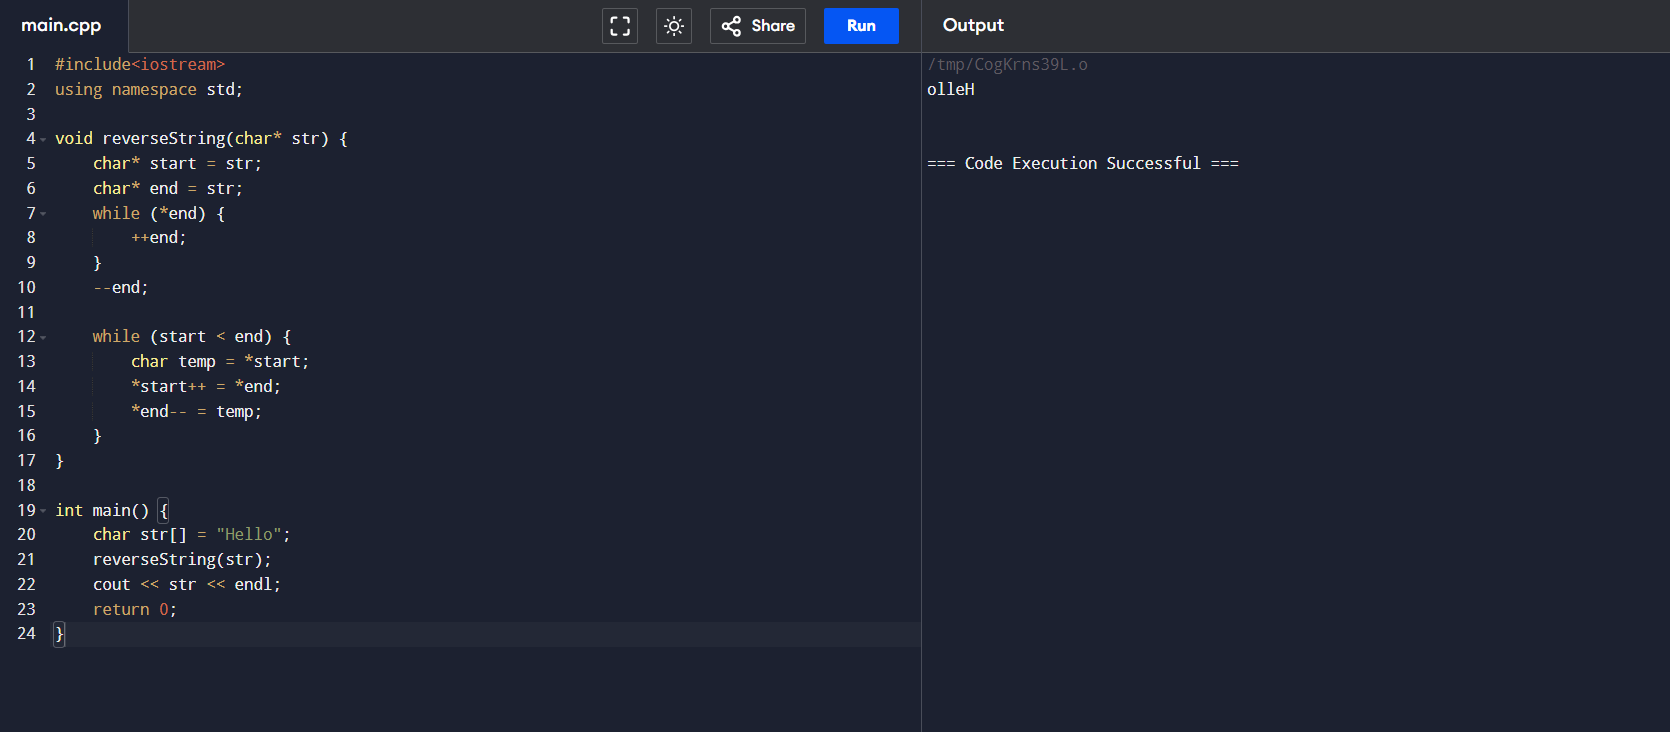 main.cpp
Share
Run
Output
1 #include<iostream>
2 using namespace std;
3
4 void reverseString(char* str) {
5     char* start = str;
6     char* end = str;
7     while (*end) {
8         ++end;
9     }
10     --end;
11
12     while (start < end) {
13         char temp = *start;
14         *start++ = *end;
15         *end-- = temp;
16     }
17 }
18
19 int main() {
20     char str[] = "Hello";
21     reverseString(str);
22     cout << str << endl;
23     return 0;
24 }
/tmp/CogKrns39L.o
olleH
=== Code Execution Successful ===